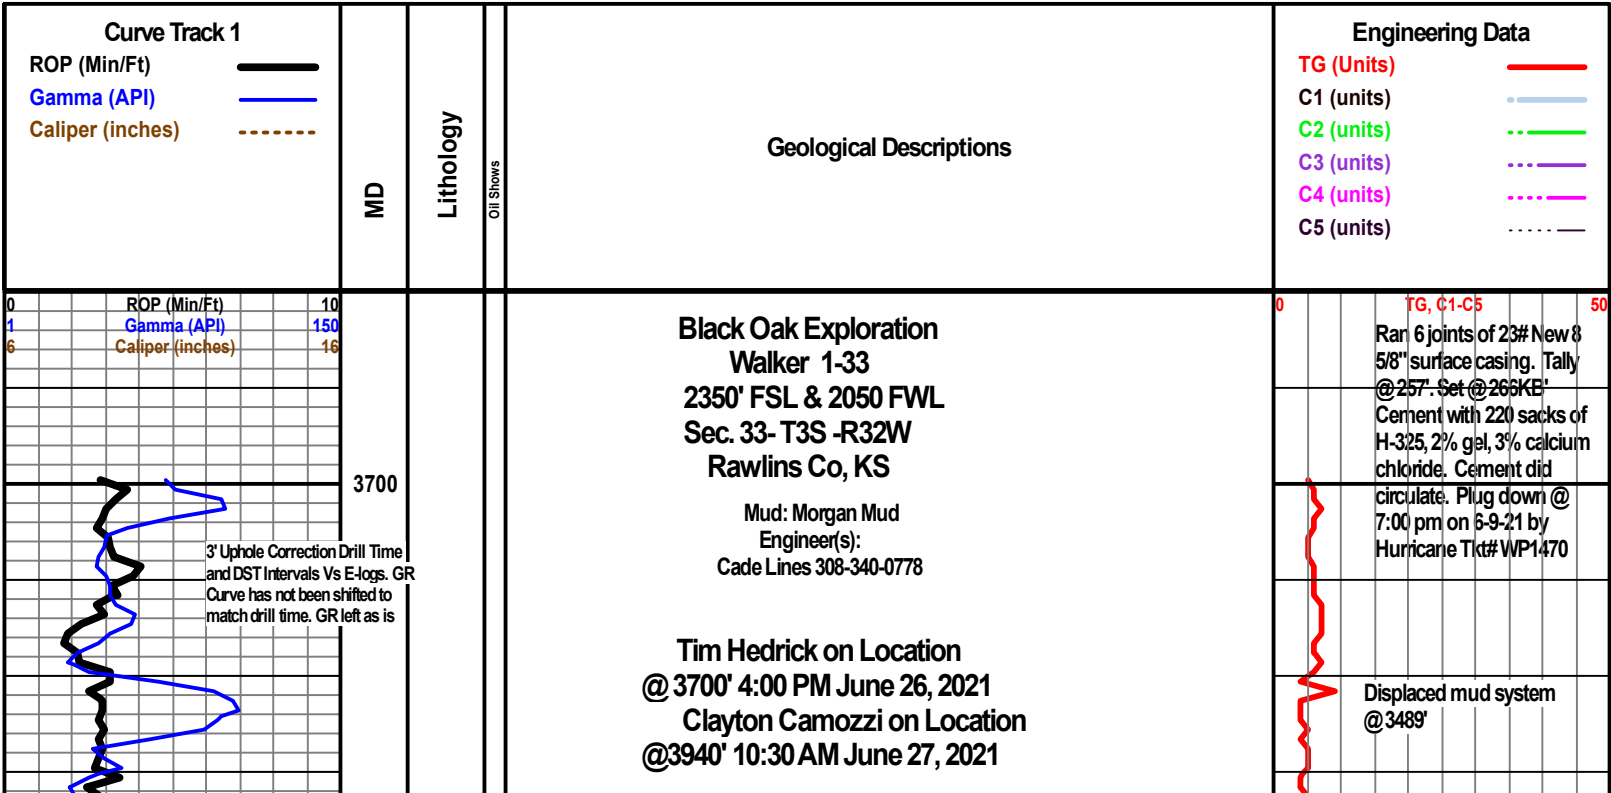 Curve Track 1
ROP (Min/Ft)
Gamma (API)
Caliper (inches)
MD
Lithology
Oil Shows
Geological Descriptions
Engineering Data
TG (Units)
C1 (units)
C2 (units)
C3 (units)
C4 (units)
C5 (units)
0 ROP (Min/Ft) 10
1 Gamma (API) 150
6 Caliper (inches) 16
3700
3' Uphole Correction Drill Time
and DST Intervals Vs E-logs. GR
Curve has not been shifted to
match drill time. GR left as is
Black Oak Exploration
Walker 1-33
2350' FSL & 2050 FWL
Sec. 33- T3S -R32W
Rawlins Co, KS
Mud: Morgan Mud
Engineer(s):
Cade Lines 308-340-0778
Tim Hedrick on Location
@ 3700' 4:00 PM June 26, 2021
Clayton Camozzi on Location
@3940' 10:30 AM June 27, 2021
0 TG, C1-C5 50
Ran 6 joints of 23# New 8
5/8" surface casing. Tally
@ 257'. Set @ 266KB'
Cement with 220 sacks of
H-325, 2% gel, 3% calcium
chloride. Cement did
circulate. Plug down @
7:00 pm on 6-9-21 by
Hurricane Tkt# WP1470
Displaced mud system
@ 3489'